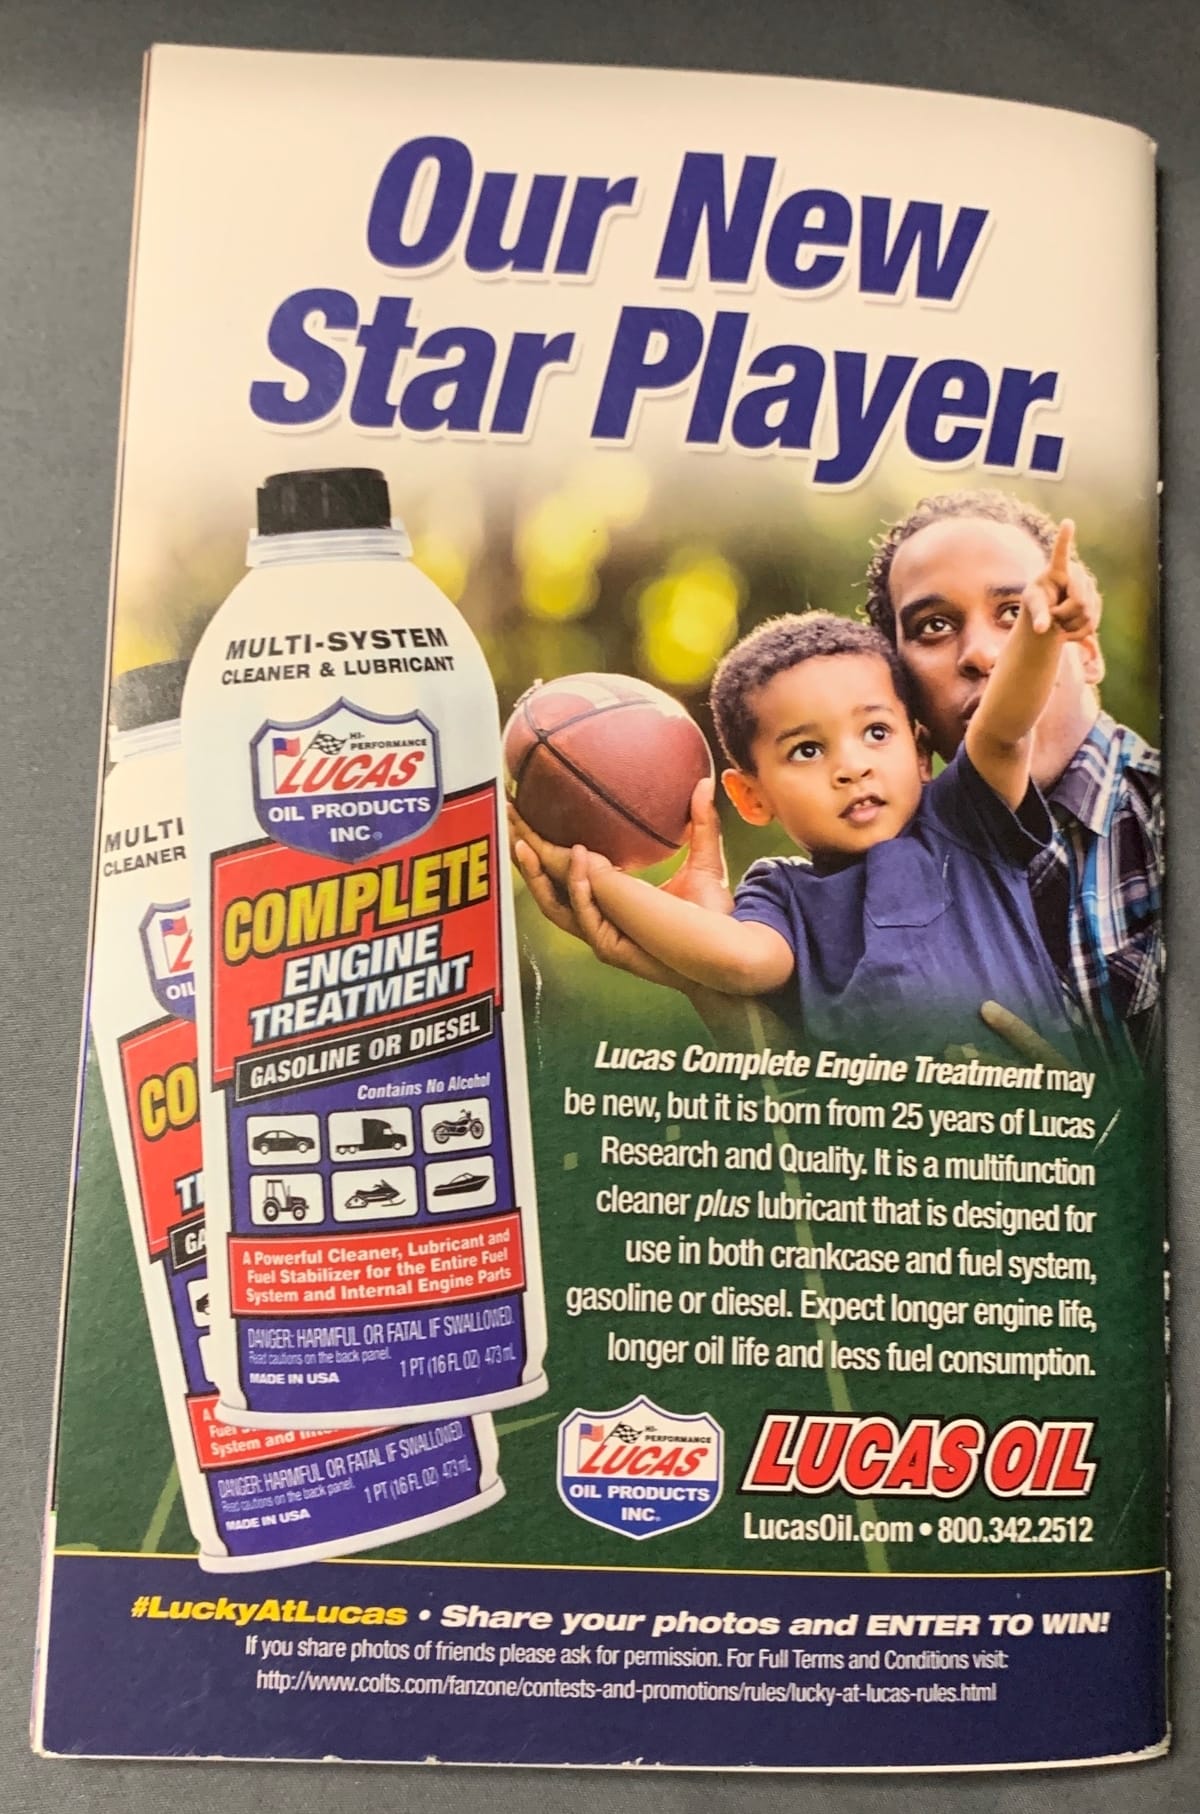 Our New
Star Player.
MULTI-SYSTEM
CLEANER & LUBRICANT
HI-
PERFORMANCE
LUCAS
OIL PRODUCTS
INC®
COMPLETE
ENGINE
TREATMENT
GASOLINE OR DIESEL
Contains No Alcohol
A Powerful Cleaner, Lubricant and
Fuel Stabilizer for the Entire Fuel
System and Internal Engine Parts
DANGER: HARMFUL OR FATAL IF SWALLOWED.
Read cautions on the back panel.
1 PT (16 FL OZ) 473 mL
MADE IN USA
MULTI
CLEANER
L
OIL
CO
T
GA
A
Fuel
System and
DANGER: HARMFUL OR FATAL IF SWALLOWED.
Read cautions on the back panel.
1 PT (16 FL OZ) 473 mL
MADE IN USA
Lucas Complete Engine Treatment may
be new, but it is born from 25 years of Lucas
Research and Quality. It is a multifunction
cleaner plus lubricant that is designed for
use in both crankcase and fuel system,
gasoline or diesel. Expect longer engine life,
longer oil life and less fuel consumption.
HI-
PERFORMANCE
LUCAS
OIL PRODUCTS
INC.
LUCAS OIL
LucasOil.com • 800.342.2512
#LuckyAtLucas • Share your photos and ENTER TO WIN!
If you share photos of friends please ask for permission. For Full Terms and Conditions visit:
http://www.colts.com/fanzone/contests-and-promotions/rules/lucky-at-lucas-rules.html